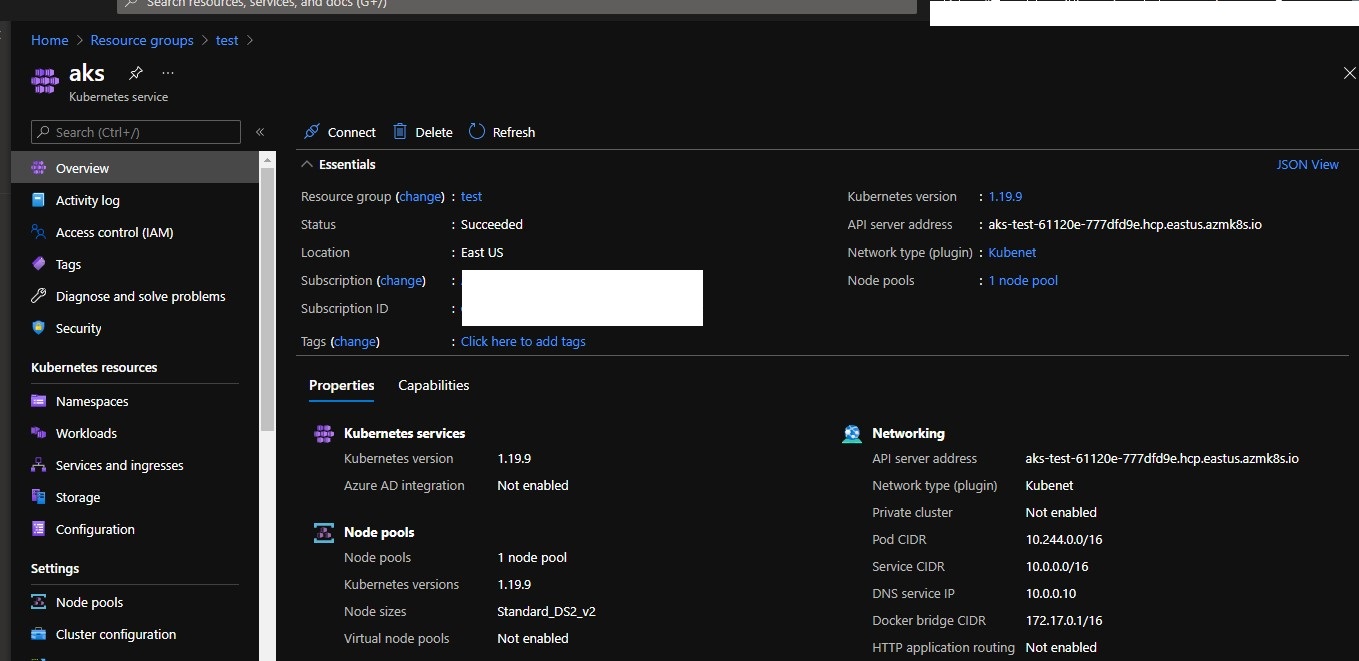 Search resources, services, and docs (G+/)
Home > Resource groups > test >
aks
Kubernetes service
Search (Ctrl+/)
Overview
Activity log
Access control (IAM)
Tags
Diagnose and solve problems
Security
Kubernetes resources
Namespaces
Workloads
Services and ingresses
Storage
Configuration
Settings
Node pools
Cluster configuration
Connect Delete Refresh
Essentials
JSON View
Resource group (change) : test
Status : Succeeded
Location : East US
Subscription (change) :
Subscription ID :
Tags (change) : Click here to add tags
Kubernetes version : 1.19.9
API server address : aks-test-61120e-777dfd9e.hcp.eastus.azmk8s.io
Network type (plugin) : Kubenet
Node pools : 1 node pool
Properties Capabilities
Kubernetes services
Kubernetes version 1.19.9
Azure AD integration Not enabled
Node pools
Node pools 1 node pool
Kubernetes versions 1.19.9
Node sizes Standard_DS2_v2
Virtual node pools Not enabled
Networking
API server address aks-test-61120e-777dfd9e.hcp.eastus.azmk8s.io
Network type (plugin) Kubenet
Private cluster Not enabled
Pod CIDR 10.244.0.0/16
Service CIDR 10.0.0.0/16
DNS service IP 10.0.0.10
Docker bridge CIDR 172.17.0.1/16
HTTP application routing Not enabled